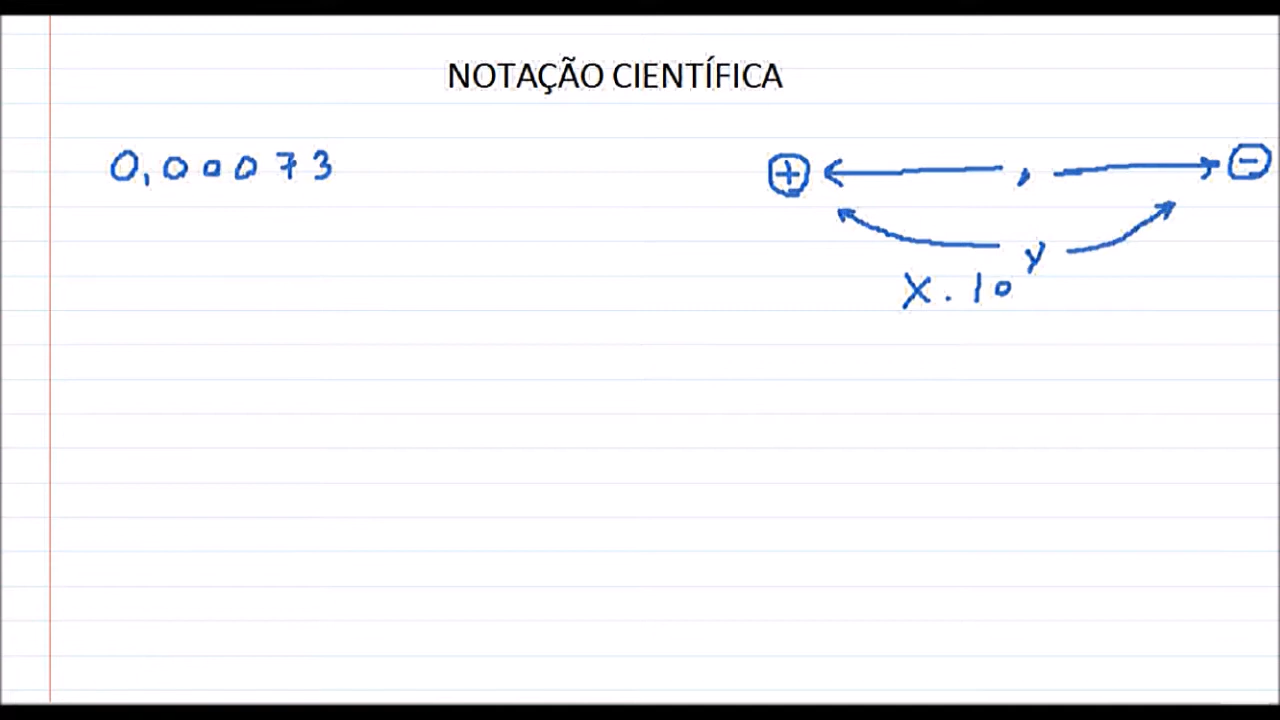 NOTAÇÃO CIENTÍFICA
0,00073
+ ← , → -
x . 10^y